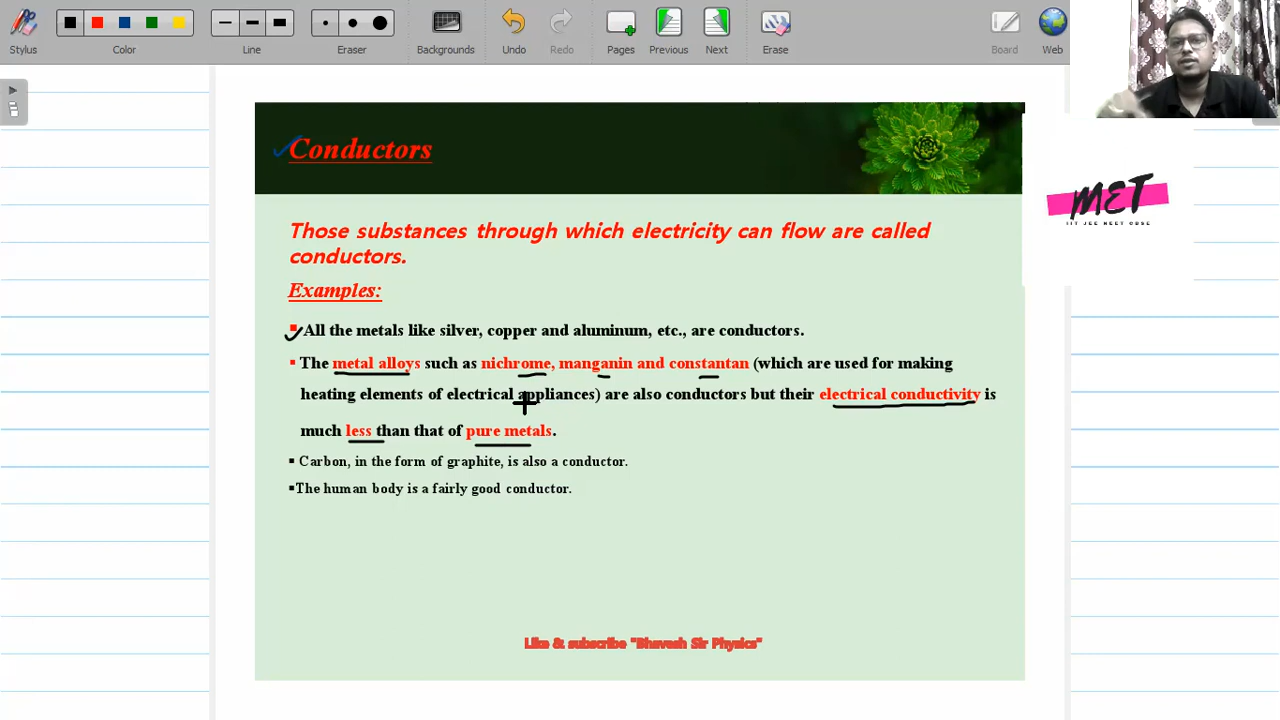 Stylus
Color
Line
Eraser
Backgrounds
Undo
Redo
Pages
Previous
Next
Erase
Board
Web
Conductors
MET
IIT JEE NEET CBSE
Those substances through which electricity can flow are called
conductors.
Examples:
▪All the metals like silver, copper and aluminum, etc., are conductors.
▪ The metal alloys such as nichrome, manganin and constantan (which are used for making
heating elements of electrical appliances) are also conductors but their electrical conductivity is
much less than that of pure metals.
▪ Carbon, in the form of graphite, is also a conductor.
▪The human body is a fairly good conductor.
Like & subscribe "Bhavesh Sir Physics"